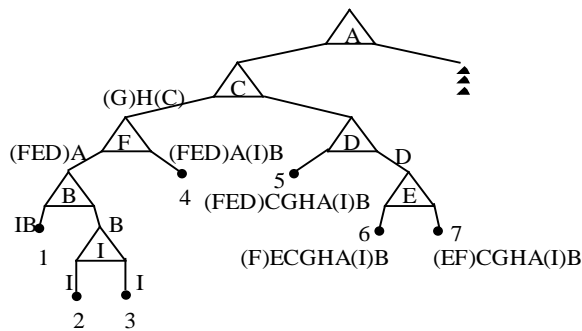 A
C
(G)H(C)
F
D
D
(FED)A
(FED)A(I)B
B
E
4
5
(FED)CGHA(I)B
IB
B
I
1
6
7
(F)ECGHA(I)B
(EF)CGHA(I)B
I
I
2
3